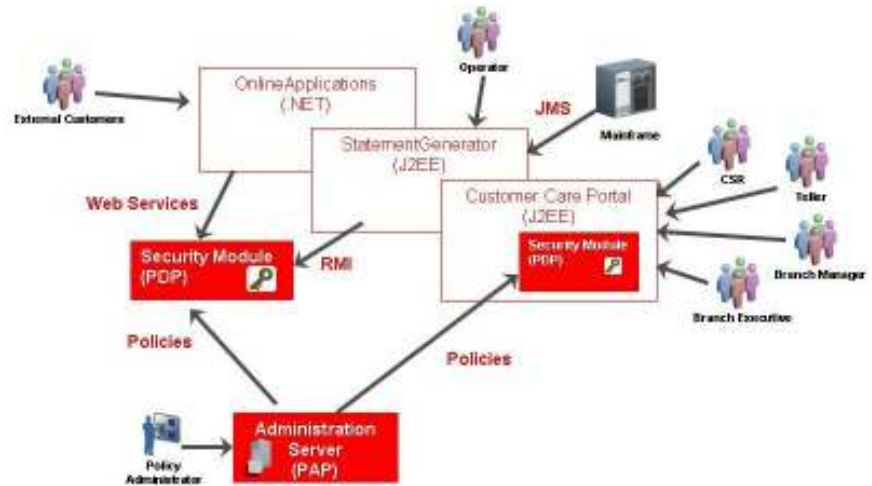 Operator
OnlineApplications
(.NET)
External Customers
JMS
Mainframe
StatementGenerator
(J2EE)
CSR
Teller
Customer Care Portal
(J2EE)
Web Services
Security Module
(PDP)
RMI
Security Module
(PDP)
Branch Manager
Branch Executive
Policies
Policies
Administration
Server
(PAP)
Policy
Administrator